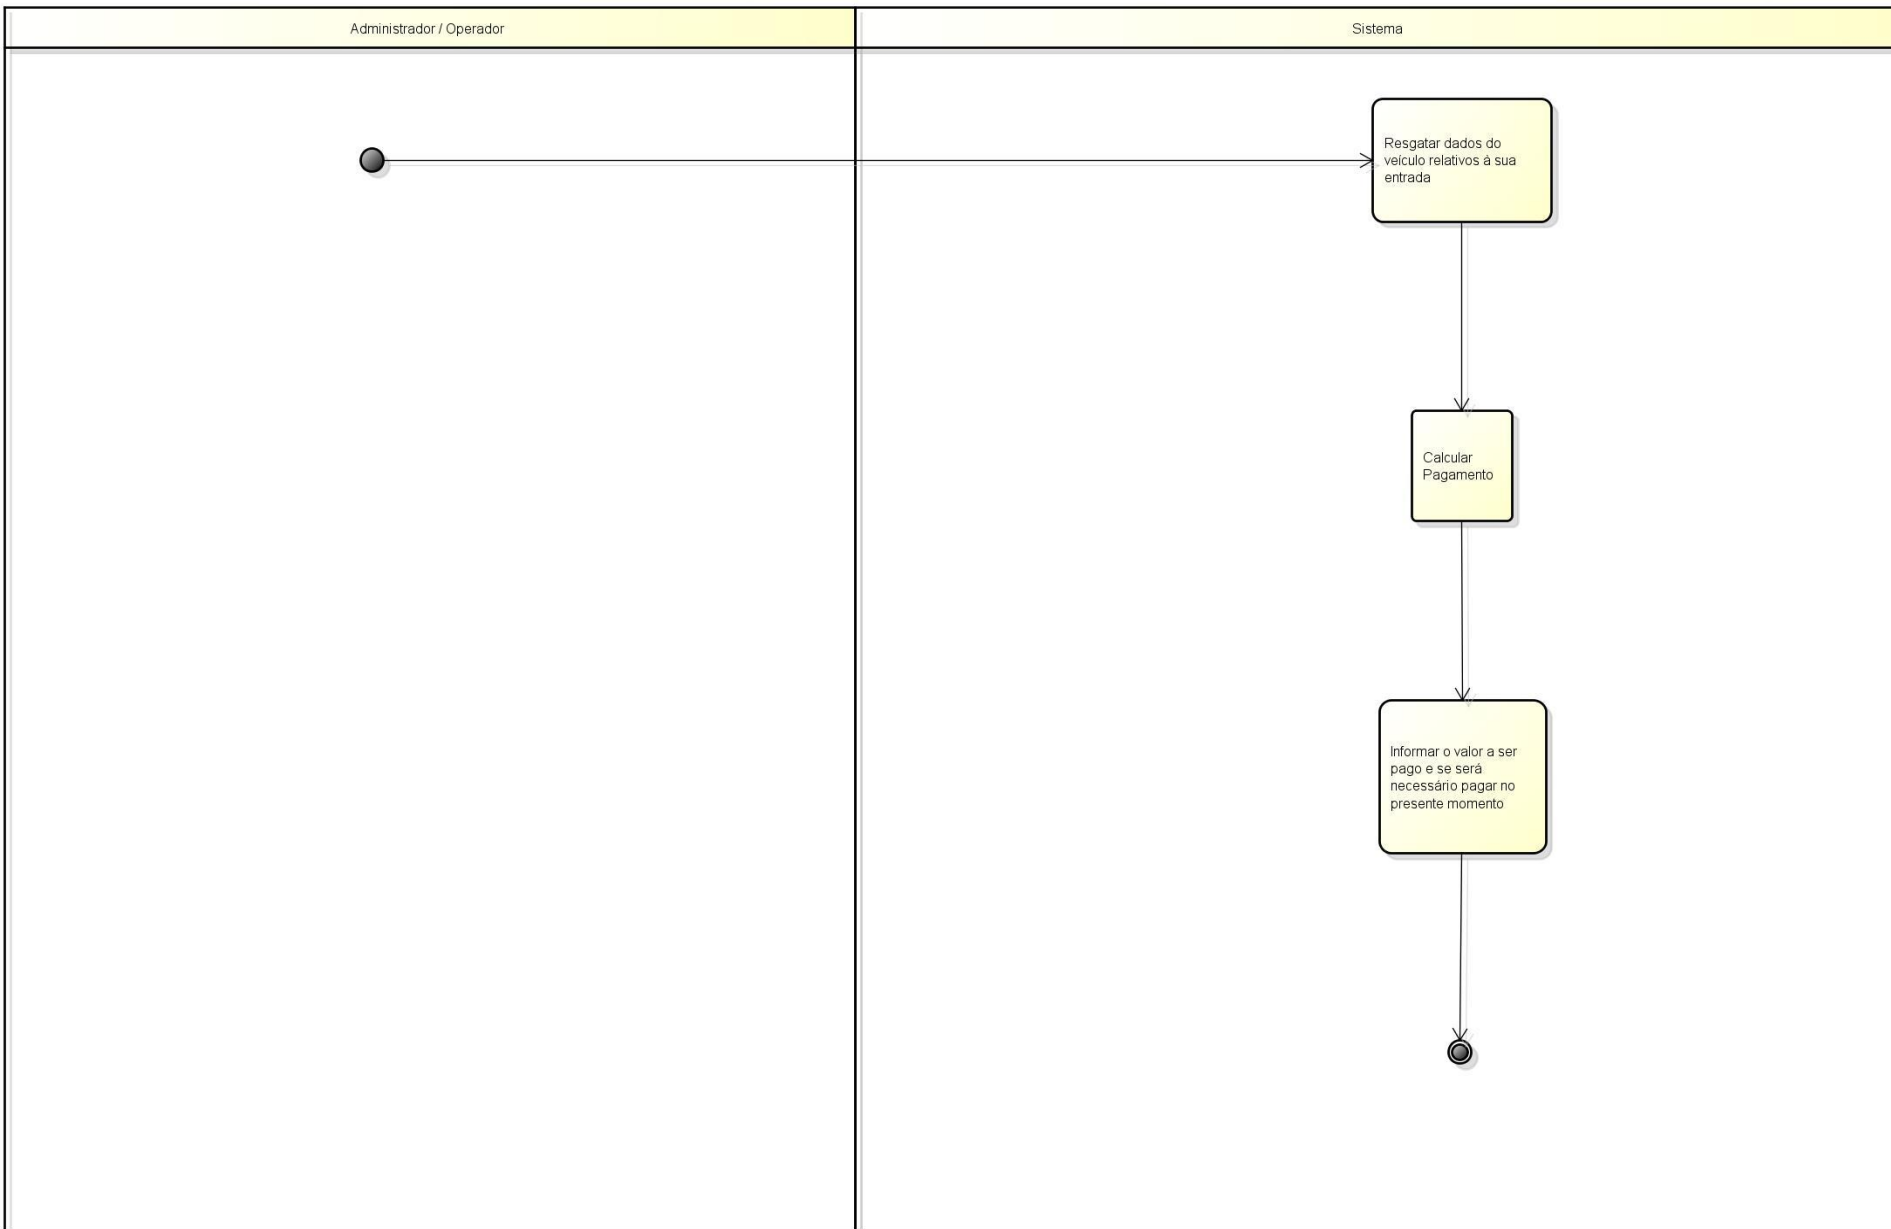 Administrador / Operador
Sistema
Resgatar dados do
veículo relativos á sua
entrada
Calcular
Pagamento
Informar o valor a ser
pago e se será
necessário pagar no
presente momento